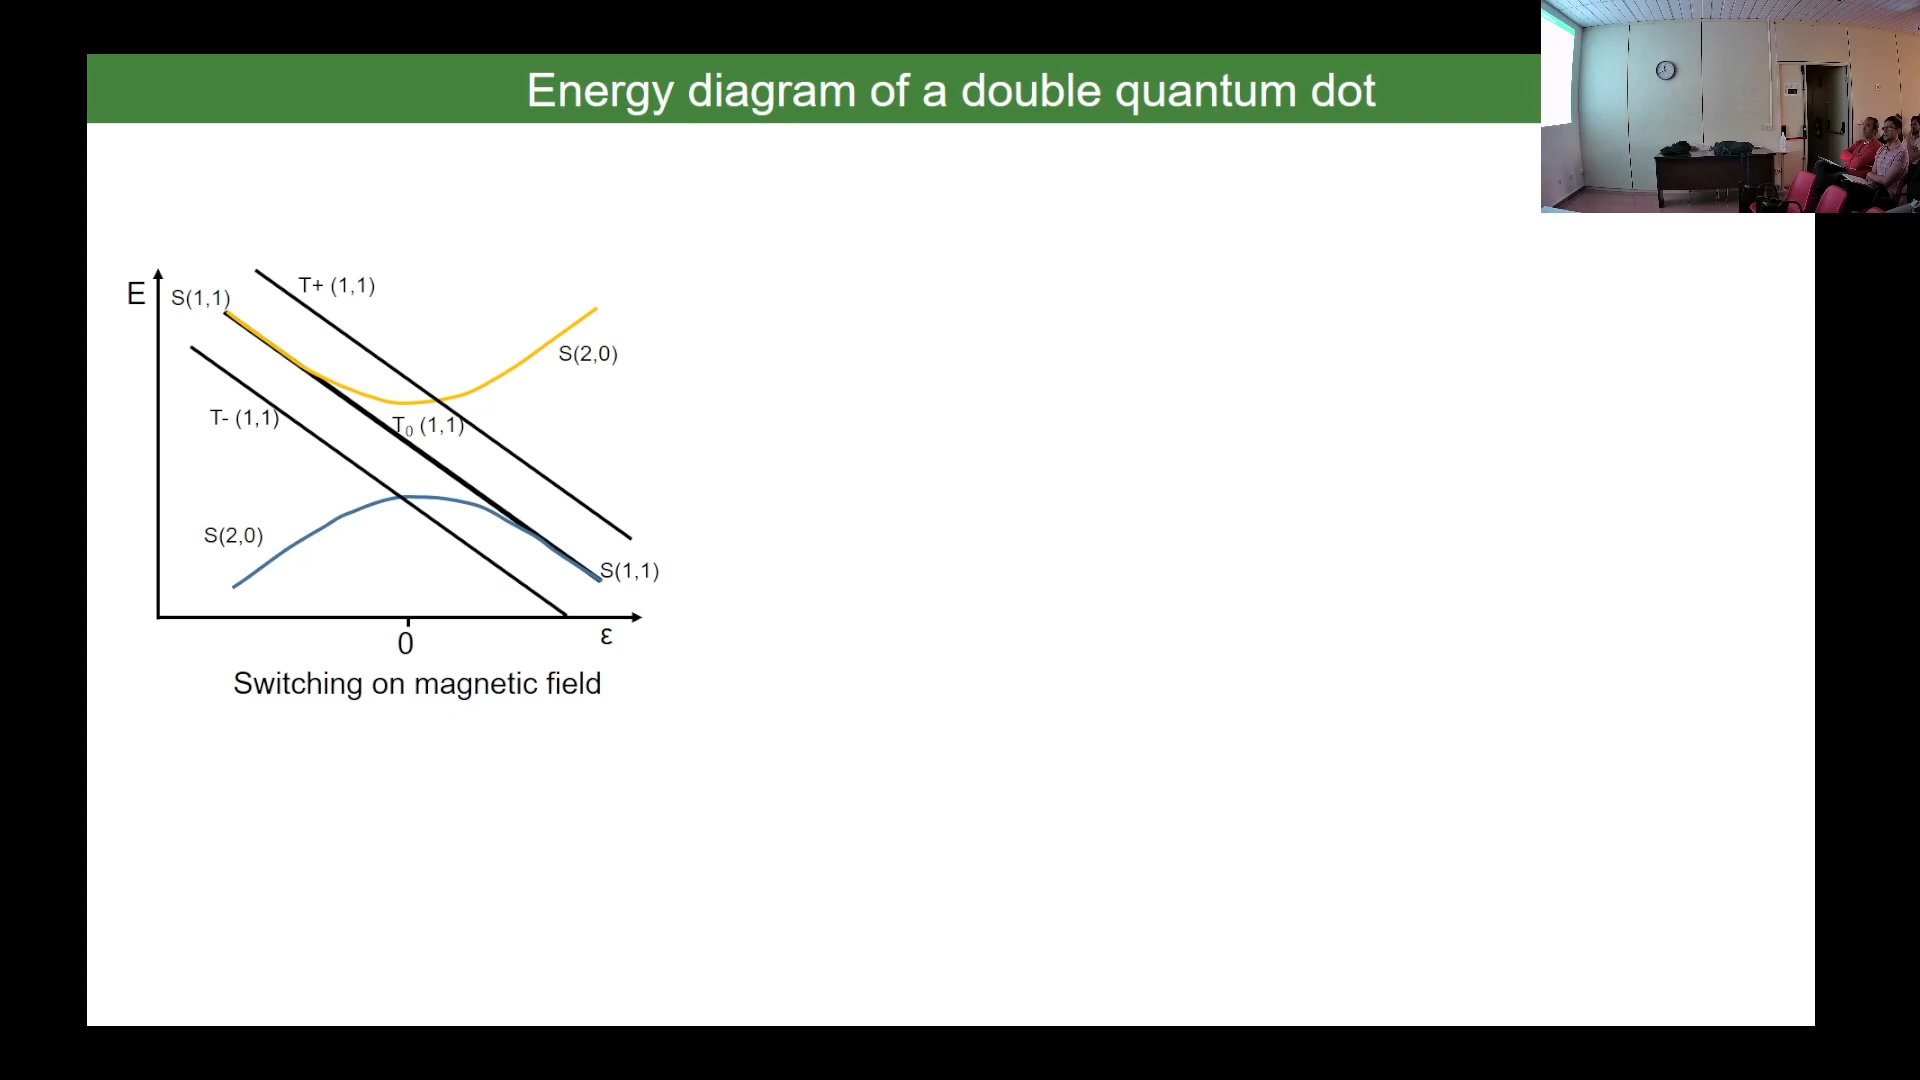 Energy diagram of a double quantum dot
E
S(1,1)
T+ (1,1)
S(2,0)
T- (1,1)
T₀ (1,1)
S(2,0)
S(1,1)
0
ε
Switching on magnetic field